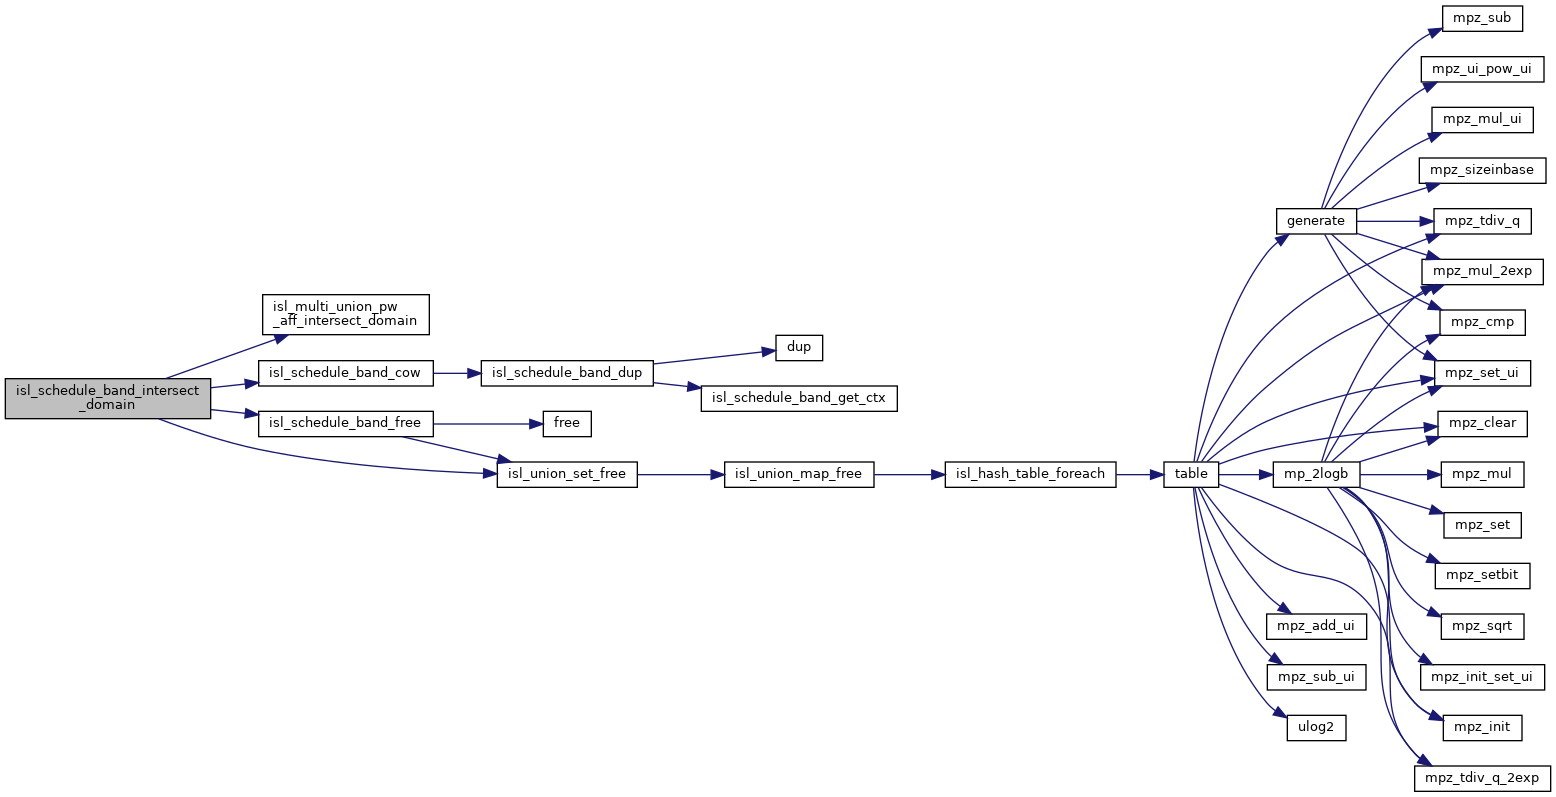 isl_schedule_band_intersect
_domain
isl_multi_union_pw
_aff_intersect_domain
isl_schedule_band_cow
isl_schedule_band_free
isl_schedule_band_dup
free
isl_union_set_free
dup
isl_schedule_band_get_ctx
isl_union_map_free
isl_hash_table_foreach
table
generate
mp_2logb
mpz_add_ui
mpz_sub_ui
ulog2
mpz_sub
mpz_ui_pow_ui
mpz_mul_ui
mpz_sizeinbase
mpz_tdiv_q
mpz_mul_2exp
mpz_cmp
mpz_set_ui
mpz_clear
mpz_mul
mpz_set
mpz_setbit
mpz_sqrt
mpz_init_set_ui
mpz_init
mpz_tdiv_q_2exp